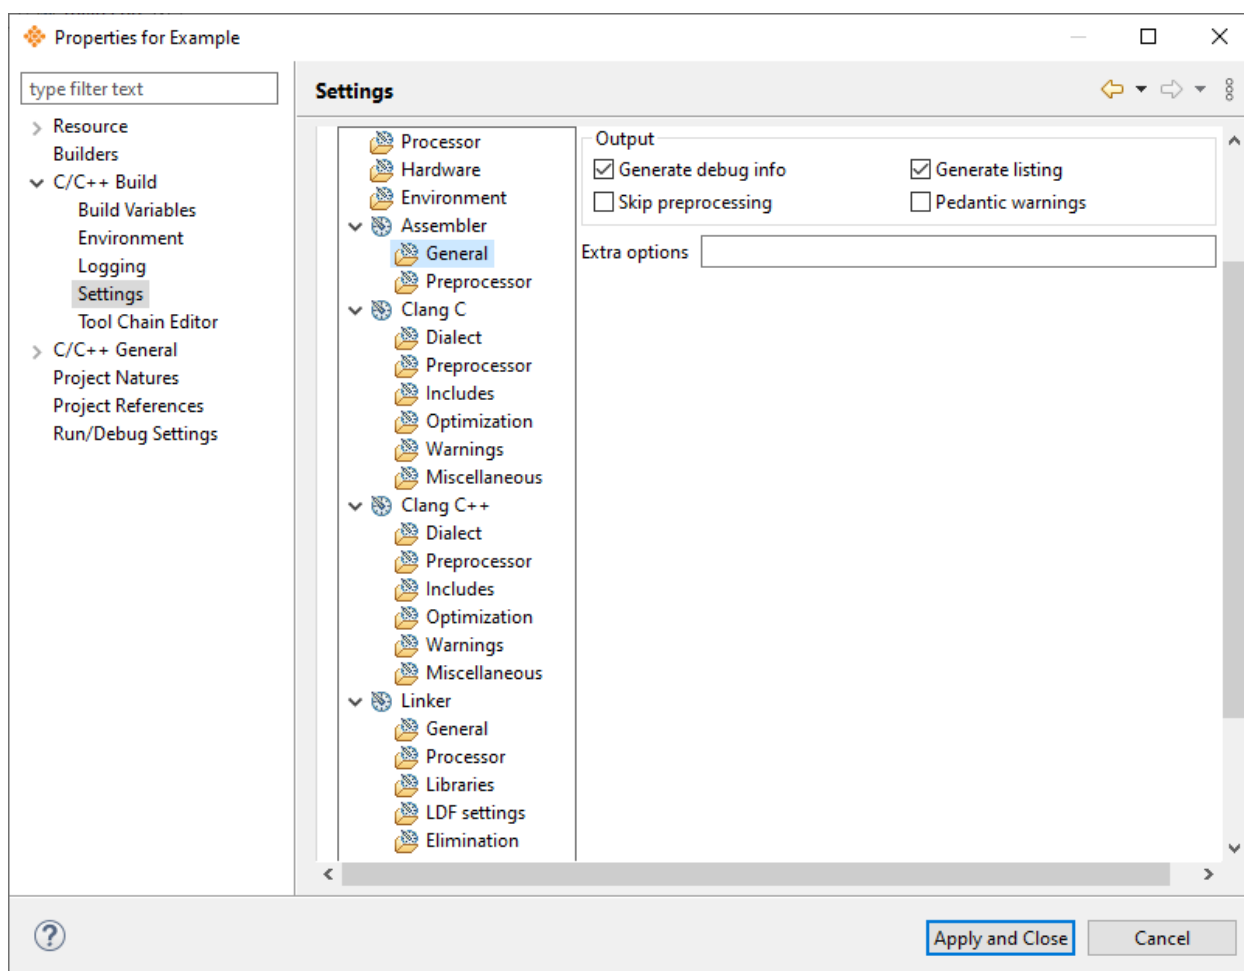 Properties for Example
type filter text
Resource
Builders
C/C++ Build
Build Variables
Environment
Logging
Settings
Tool Chain Editor
C/C++ General
Project Natures
Project References
Run/Debug Settings
Settings
Processor
Hardware
Environment
Assembler
General
Preprocessor
Clang C
Dialect
Preprocessor
Includes
Optimization
Warnings
Miscellaneous
Clang C++
Dialect
Preprocessor
Includes
Optimization
Warnings
Miscellaneous
Linker
General
Processor
Libraries
LDF settings
Elimination
Output
Generate debug info
Generate listing
Skip preprocessing
Pedantic warnings
Extra options
Apply and Close
Cancel